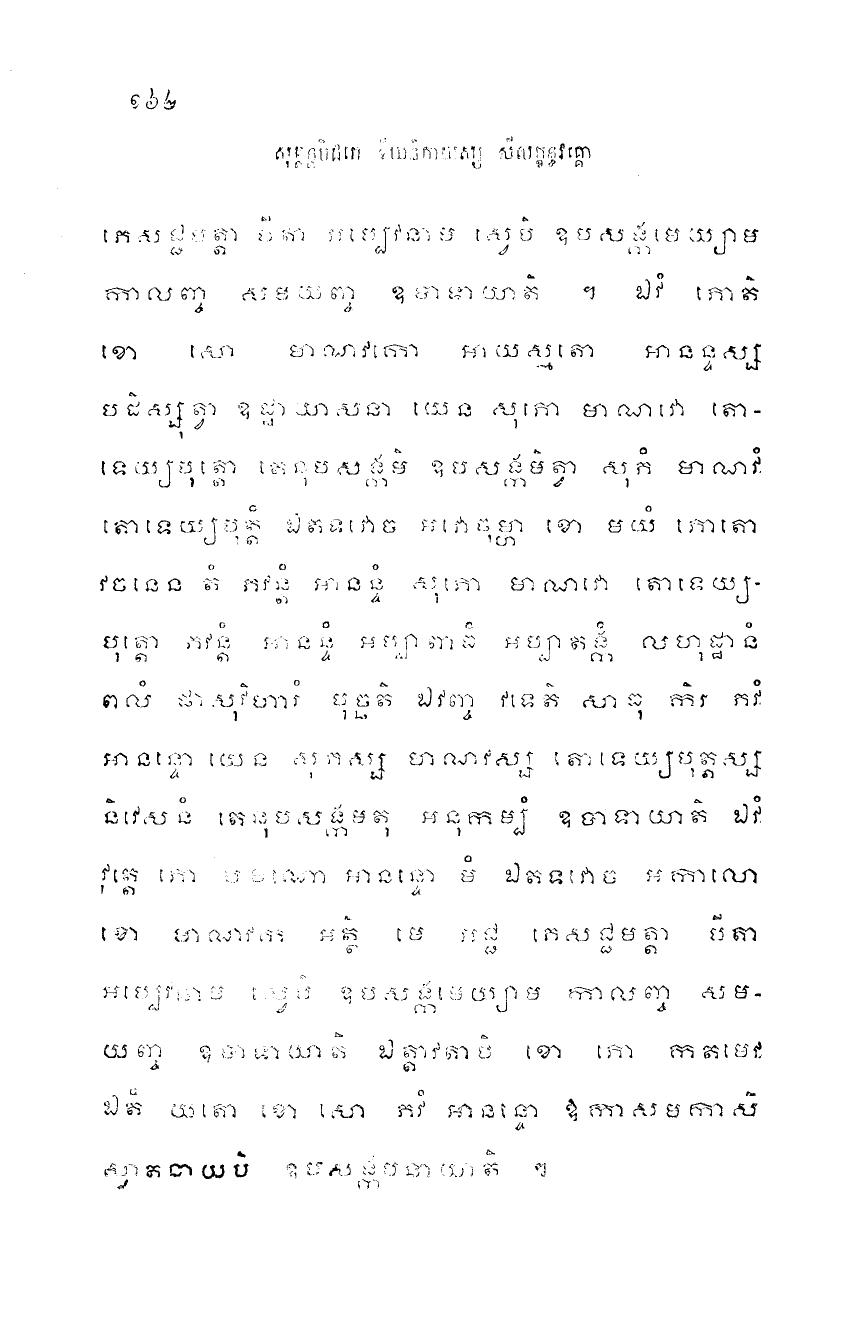 ១៦៤
សុត្តន្តបិដកេ ទីឃនិកាយស្ស សីលក្ខន្ធវគ្គោ
ភេសជ្ជមត្តា បីតា អប្បេវនាម ស្វេបិ ឧបសង្កមេយ្យាម
កាលញ្ច សមយញ្ច ឧបាទាយាតិ ។ ឯវំ ភោតិ
ខោ សោ មាណវកោ អាយស្មតោ អានន្ទស្ស
បដិស្សុត្វា ឧដ្ឋាយាសនា យេន សុភោ មាណវោ តោ-
ទេយ្យបុត្តោ តេនុបសង្កមិ ឧបសង្កមិត្វា សុភំ មាណវំ
តោទេយ្យបុត្តំ ឯតទវោច អវោចុម្ហា ខោ មយំ ភោតោ
វចនេន តំ ភវន្តំ អានន្ទំ សុភោ មាណវោ តោទេយ្យ-
បុត្តោ ភវន្តំ អានន្ទំ អប្បាពាធំ អប្បាតង្កំ លហុដ្ឋានំ
ពលំ ផាសុវិហារំ បុច្ឆតិ ឯវញ្ច វទេតិ សាធុ កិរ ភវំ
អានន្ទោ យេន សុភស្ស មាណវស្ស តោទេយ្យបុត្តស្ស
និវេសនំ តេនុបសង្កមតុ អនុកម្បំ ឧបាទាយាតិ ឯវំ
វុត្តេ ភោ សមណោ អានន្ទោ មំ ឯតទវោច អកាលោ
ខោ មាណវក អត្ថិ មេ អជ្ជ ភេសជ្ជមត្តា បីតា
អប្បេវនាម ស្វេបិ ឧបសង្កមេយ្យាម កាលញ្ច សម-
យញ្ច ឧបាទាយាតិ ឯត្តាវតាបិ ខោ ភោ កតមេវ
ឯតំ យតោ ខោ សោ ភវំ អានន្ទោ ឱកាសមកាសិ
ស្វាតនាយបិ ឧបសង្កមនាយាតិ ។